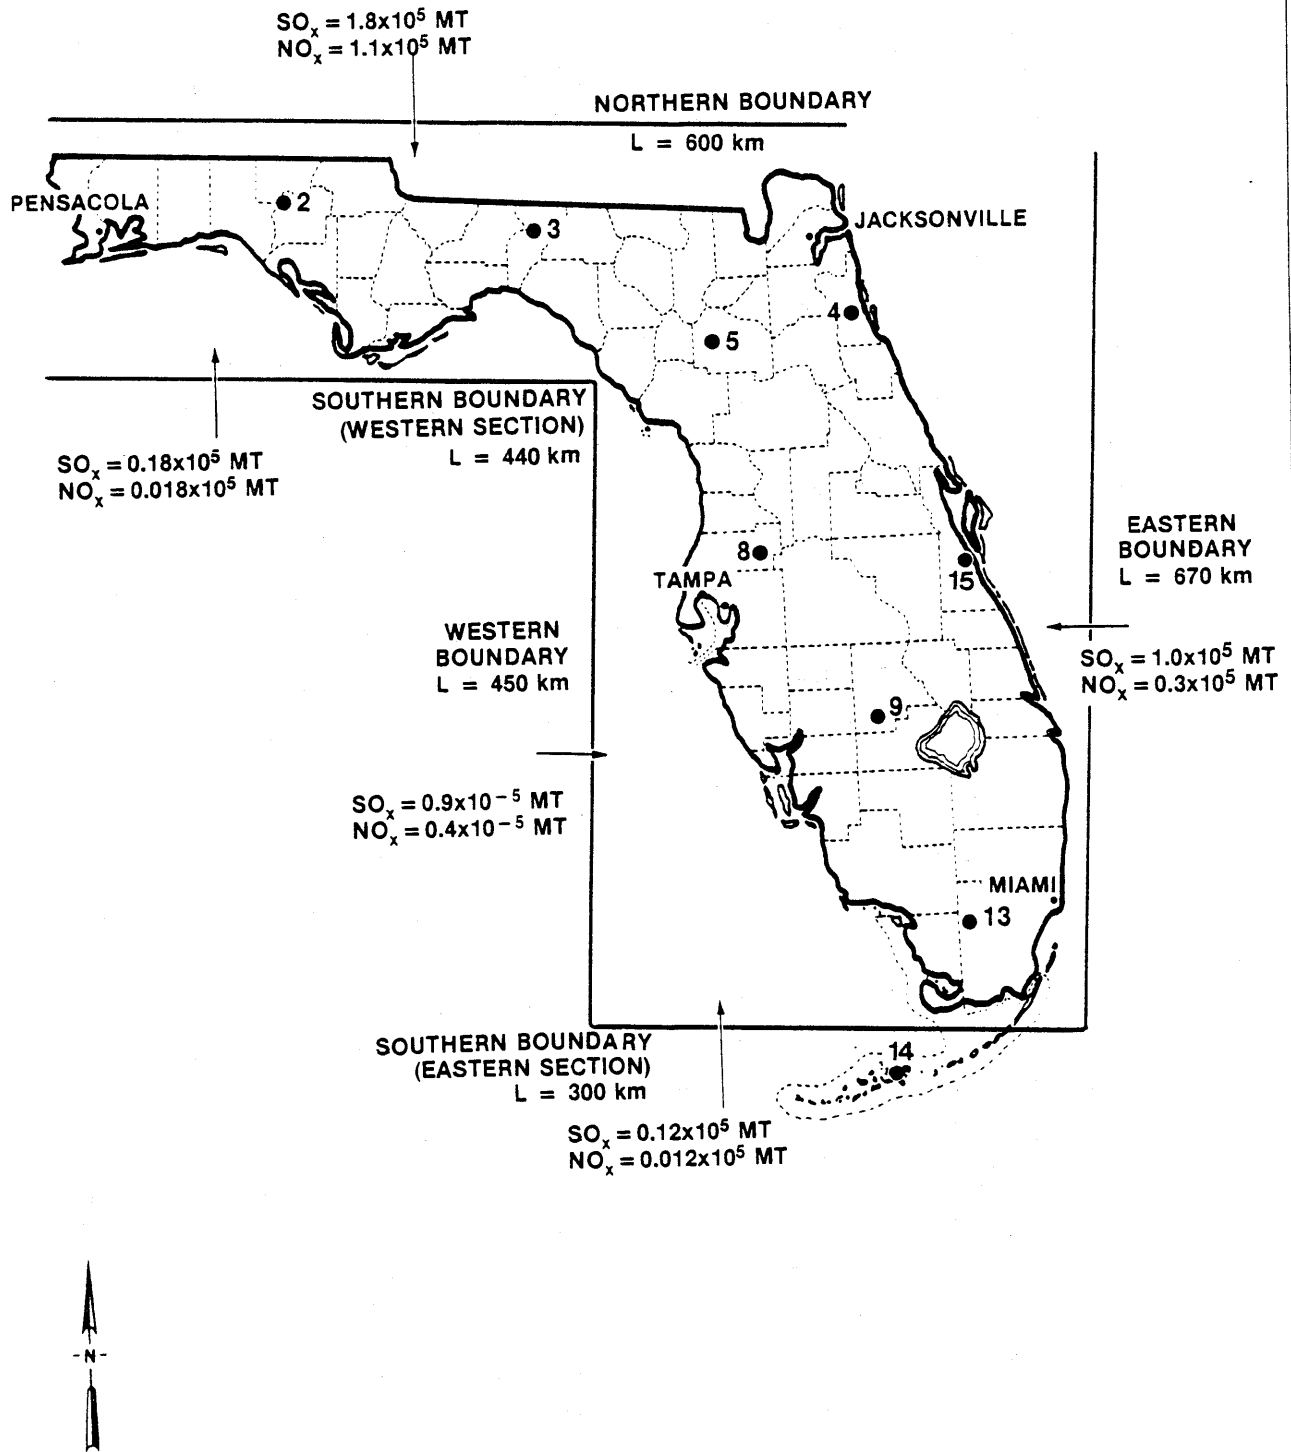 SOₓ = 1.8x10⁵ MT
NOₓ = 1.1x10⁵ MT
NORTHERN BOUNDARY
L = 600 km
PENSACOLA
2
3
JACKSONVILLE
4
5
SOUTHERN BOUNDARY
(WESTERN SECTION)
L = 440 km
SOₓ = 0.18x10⁵ MT
NOₓ = 0.018x10⁵ MT
EASTERN
BOUNDARY
L = 670 km
8
TAMPA
15
WESTERN
BOUNDARY
L = 450 km
SOₓ = 1.0x10⁵ MT
NOₓ = 0.3x10⁵ MT
9
SOₓ = 0.9x10⁻⁵ MT
NOₓ = 0.4x10⁻⁵ MT
MIAMI
13
SOUTHERN BOUNDARY
(EASTERN SECTION)
L = 300 km
14
SOₓ = 0.12x10⁵ MT
NOₓ = 0.012x10⁵ MT
-N-